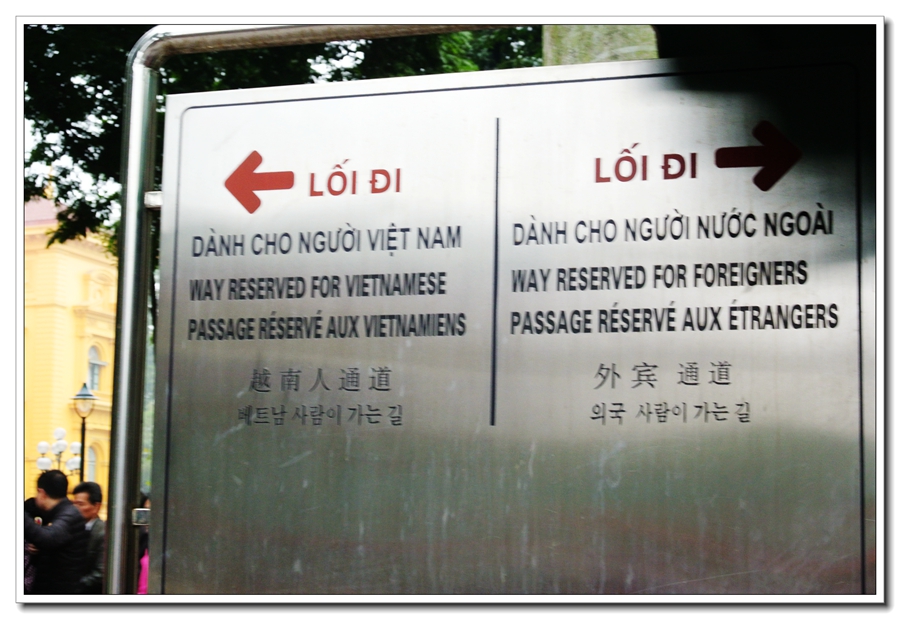 LỐI ĐI
DÀNH CHO NGƯỜI VIỆT NAM
WAY RESERVED FOR VIETNAMESE
PASSAGE RÉSERVÉ AUX VIETNAMIENS
越南人通道
베트남 사람이 가는 길
LỐI ĐI
DÀNH CHO NGƯỜI NƯỚC NGOÀI
WAY RESERVED FOR FOREIGNERS
PASSAGE RÉSERVÉ AUX ÉTRANGERS
外宾 通道
의국 사람이 가는 길